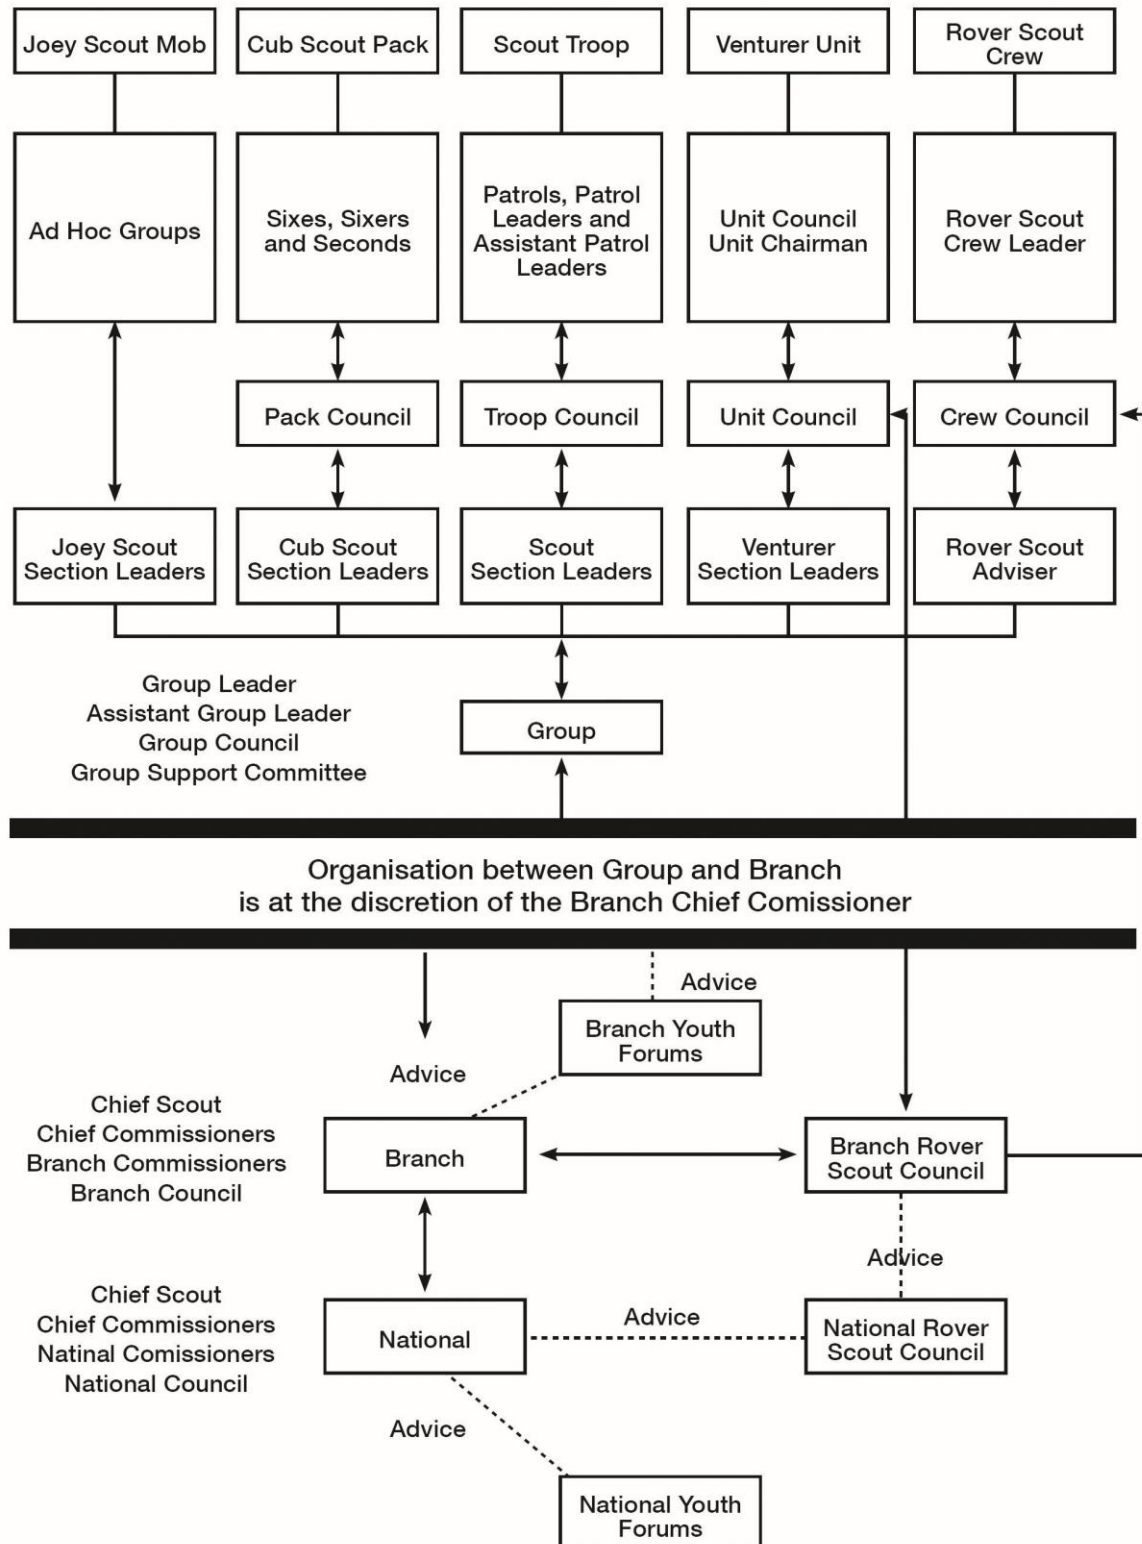 Joey Scout Mob
Cub Scout Pack
Scout Troop
Venturer Unit
Rover Scout
Crew
Ad Hoc Groups
Sixes, Sixers
and Seconds
Patrols, Patrol
Leaders and
Assistant Patrol
Leaders
Unit Council
Unit Chairman
Rover Scout
Crew Leader
Pack Council
Troop Council
Unit Council
Crew Council
Joey Scout
Section Leaders
Cub Scout
Section Leaders
Scout
Section Leaders
Venturer
Section Leaders
Rover Scout
Adviser
Group Leader
Assistant Group Leader
Group Council
Group Support Committee
Group
Organisation between Group and Branch
is at the discretion of the Branch Chief Comissioner
Advice
Branch Youth
Forums
Advice
Chief Scout
Chief Commissioners
Branch Commissioners
Branch Council
Branch
Branch Rover
Scout Council
Advice
Chief Scout
Chief Commissioners
Natinal Comissioners
National Council
National
Advice
National Rover
Scout Council
Advice
National Youth
Forums